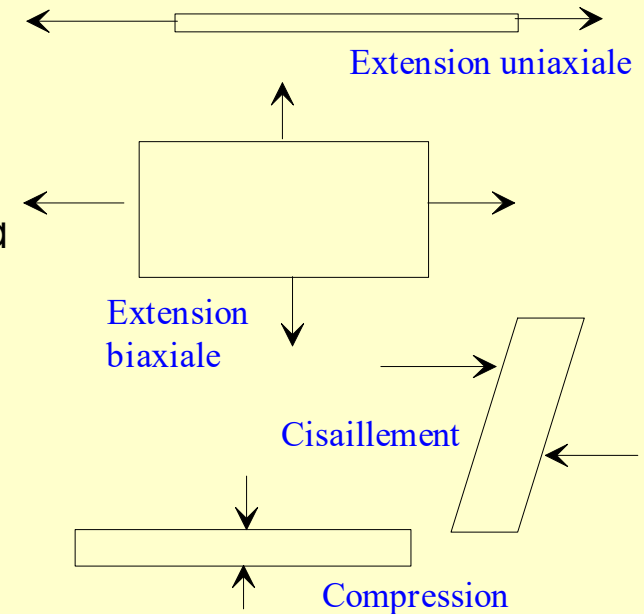 Extension uniaxiale
a
Extension
biaxiale
Cisaillement
Compression